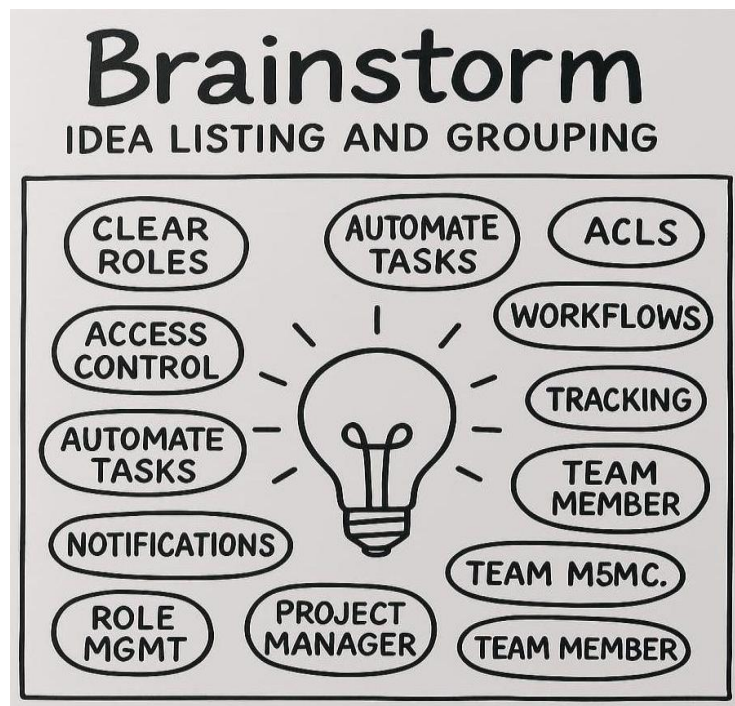 Brainstorm
IDEA LISTING AND GROUPING
CLEAR
ROLES
AUTOMATE
TASKS
ACLS
WORKFLOWS
ACCESS
CONTROL
TRACKING
AUTOMATE
TASKS
TEAM
MEMBER
NOTIFICATIONS
TEAM M5MC.
ROLE
MGMT
PROJECT
MANAGER
TEAM MEMBER